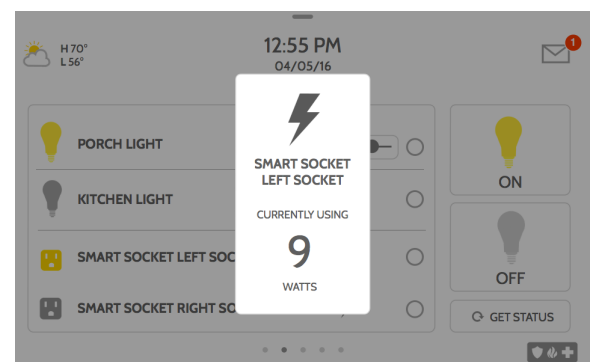 H 70°
L 56°
12:55 PM
04/05/16
1
PORCH LIGHT
KITCHEN LIGHT
SMART SOCKET LEFT SOC
SMART SOCKET RIGHT SO
SMART SOCKET
LEFT SOCKET
CURRENTLY USING
9
WATTS
ON
OFF
GET STATUS